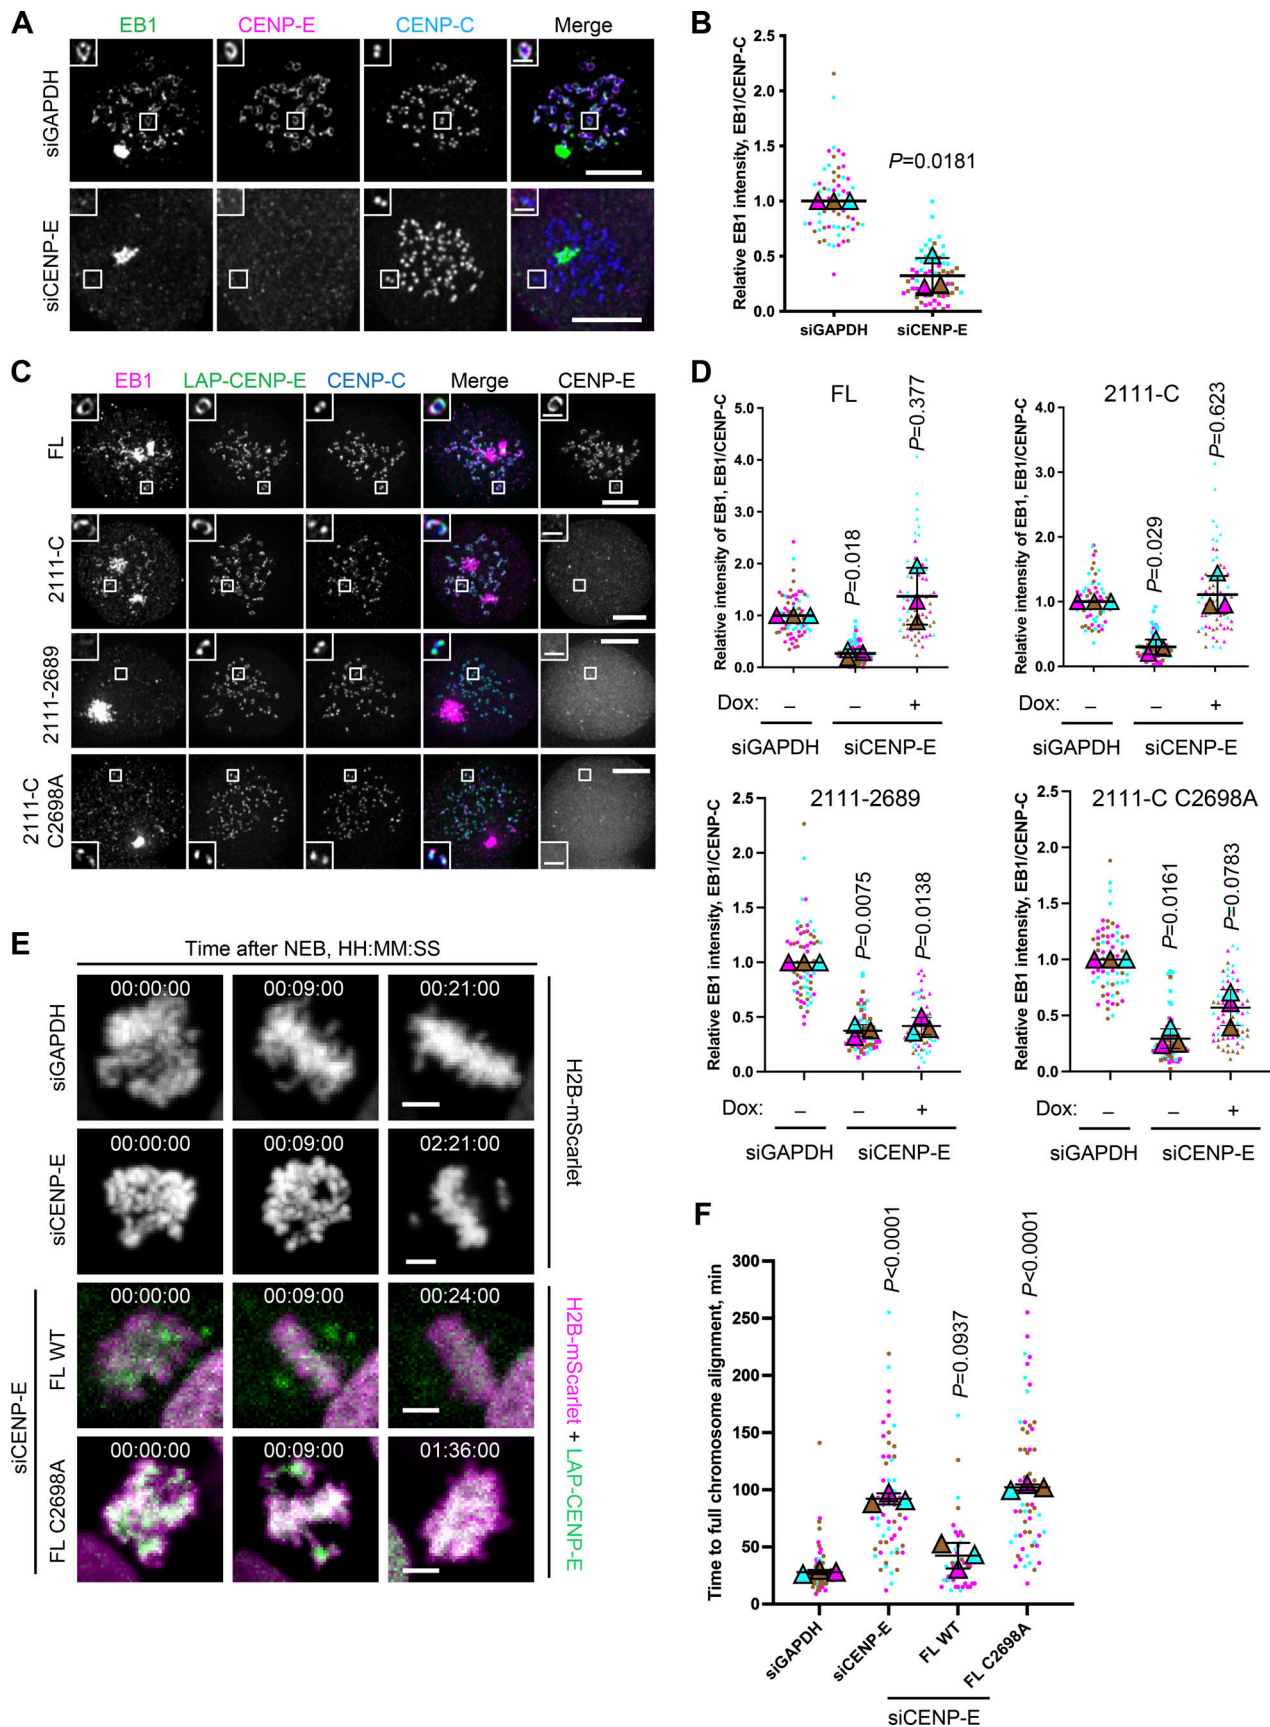 A
EB1 CENP-E CENP-C Merge
siGAPDH
siCENP-E
B
Relative EB1 intensity, EB1/CENP-C
3.0
2.5
2.0
1.5
1.0
0.5
0.0
P=0.0181
siGAPDH siCENP-E
C
EB1 LAP-CENP-E CENP-C Merge CENP-E
FL
2111-C
2111-2689
2111-C
C2698A
D
FL
Relative intensity of EB1, EB1/CENP-C
5.0
4.0
3.0
2.0
1.0
0.0
P=0.018
P=0.377
Dox: – – +
siGAPDH siCENP-E
2111-C
Relative intensity of EB1, EB1/CENP-C
4.0
3.0
2.0
1.0
0.0
P=0.029
P=0.623
Dox: – – +
siGAPDH siCENP-E
2111-2689
Relative EB1 intensity, EB1/CENP-C
2.5
2.0
1.5
1.0
0.5
0.0
P=0.0075
P=0.0138
Dox: – – +
siGAPDH siCENP-E
2111-C C2698A
Relative EB1 intensity, EB1/CENP-C
2.5
2.0
1.5
1.0
0.5
0.0
P=0.0161
P=0.0783
Dox: – – +
siGAPDH siCENP-E
E
Time after NEB, HH:MM:SS
siGAPDH
00:00:00 00:09:00 00:21:00
siCENP-E
00:00:00 00:09:00 02:21:00
H2B-mScarlet
siCENP-E
FL WT
00:00:00 00:09:00 00:24:00
FL C2698A
00:00:00 00:09:00 01:36:00
H2B-mScarlet + LAP-CENP-E
F
Time to full chromosome alignment, min
300
250
200
150
100
50
0
P<0.0001
P=0.0937
P<0.0001
siGAPDH
siCENP-E
FL WT
FL C2698A
siCENP-E